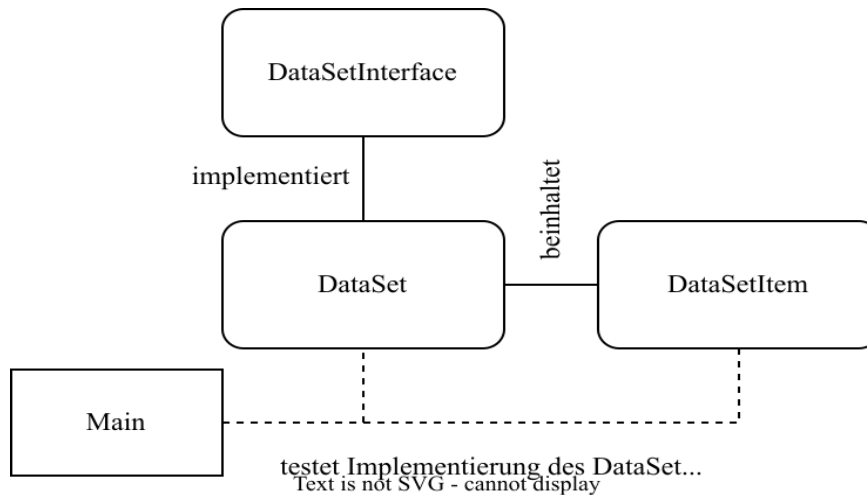 DataSetInterface
implementiert
beinhaltet
DataSet
DataSetItem
Main
testet Implementierung des DataSet...
Text is not SVG - cannot display